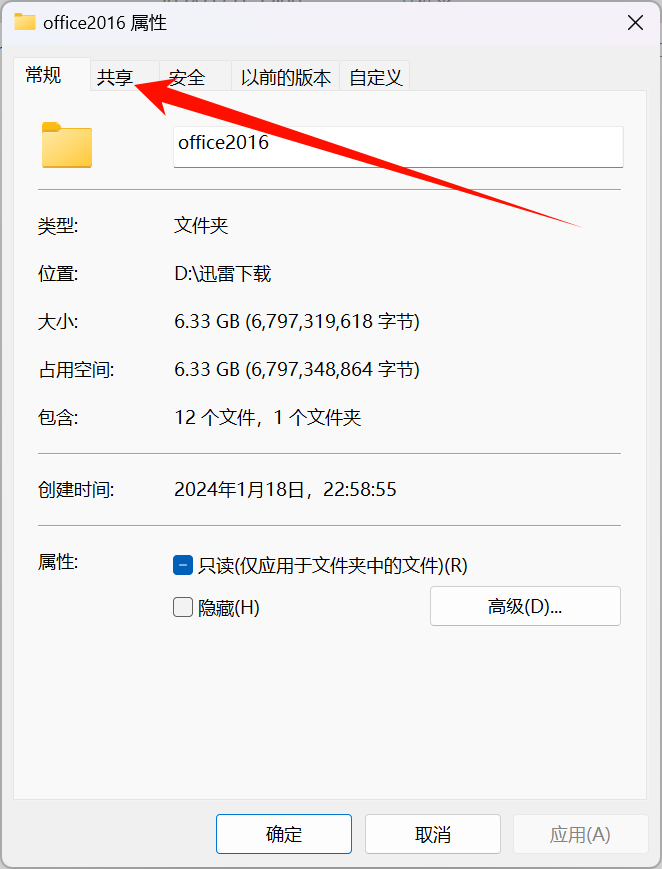 office2016 属性
常规 共享 安全 以前的版本 自定义
office2016
类型: 文件夹
位置: D:\迅雷下载
大小: 6.33 GB (6,797,319,618 字节)
占用空间: 6.33 GB (6,797,348,864 字节)
包含: 12 个文件，1 个文件夹
创建时间: 2024年1月18日，22:58:55
属性: 只读(仅应用于文件夹中的文件)(R)
隐藏(H) 高级(D)...
确定 取消 应用(A)